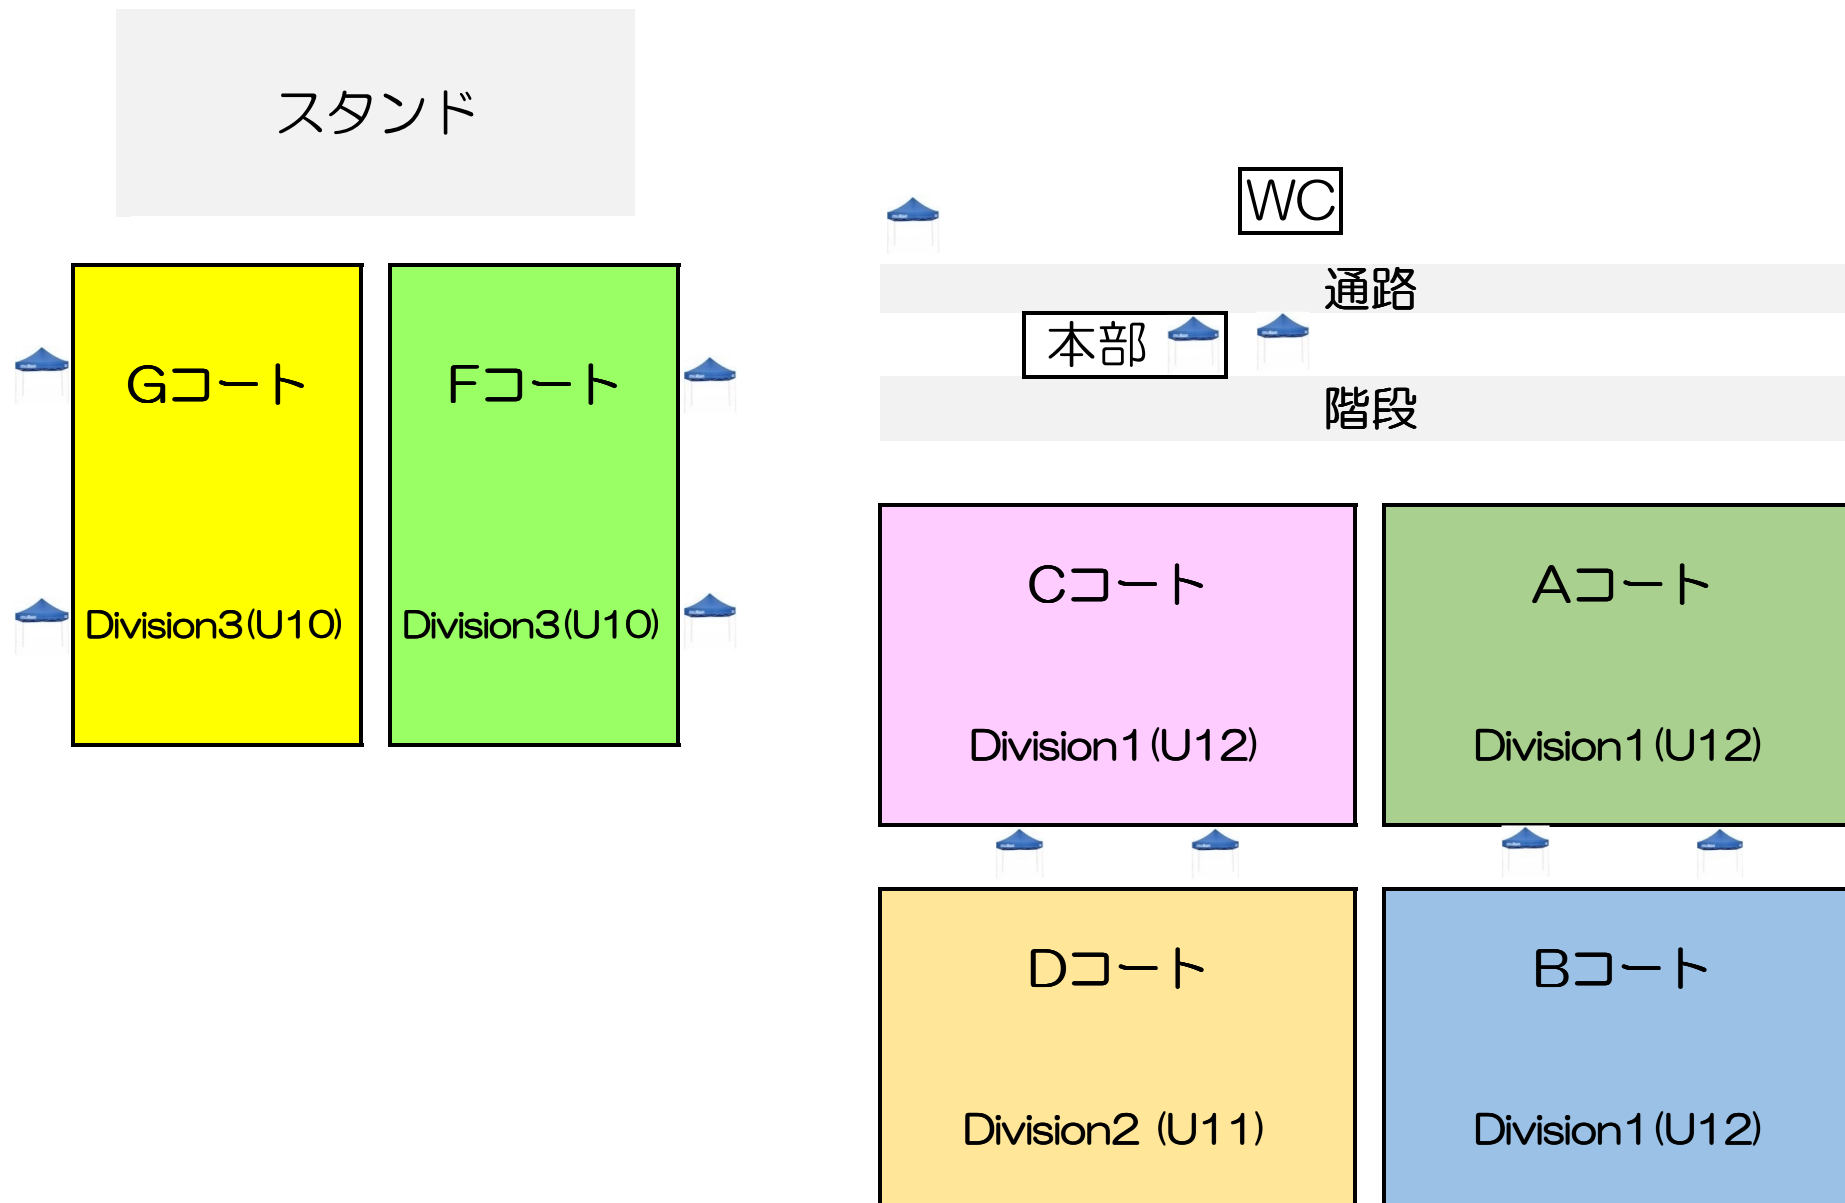 スタンド
WC
通路
本部
階段
Gコート
Fコート
Division3(U10)
Division3(U10)
Cコート
Aコート
Division1(U12)
Division1(U12)
Dコート
Bコート
Division2 (U11)
Division1(U12)